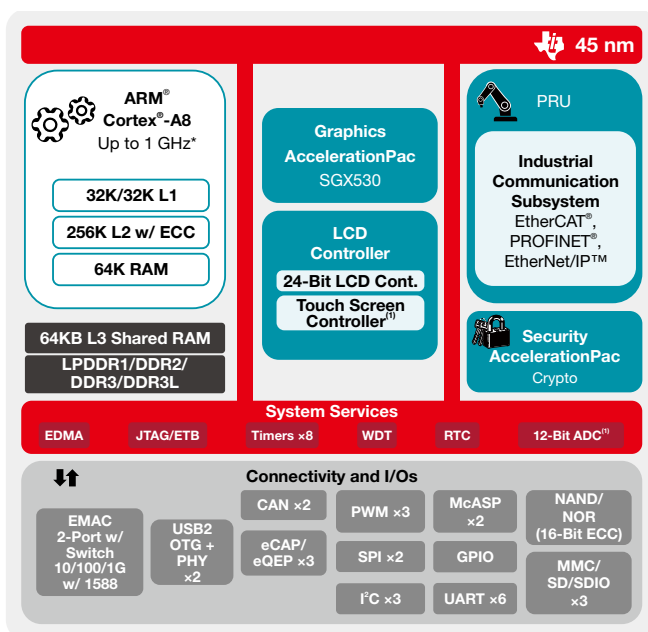 45 nm
ARM®
Cortex®-A8
Up to 1 GHz*
32K/32K L1
256K L2 w/ ECC
64K RAM
64KB L3 Shared RAM
LPDDR1/DDR2/
DDR3/DDR3L
Graphics
AccelerationPac
SGX530
LCD
Controller
24-Bit LCD Cont.
Touch Screen
Controller(1)
PRU
Industrial
Communication
Subsystem
EtherCAT®,
PROFINET®,
EtherNet/IP™
Security
AccelerationPac
Crypto
System Services
EDMA
JTAG/ETB
Timers ×8
WDT
RTC
12-Bit ADC(1)
Connectivity and I/Os
EMAC
2-Port w/
Switch
10/100/1G
w/ 1588
USB2
OTG +
PHY
×2
CAN ×2
eCAP/
eQEP ×3
PWM ×3
SPI ×2
I²C ×3
McASP
×2
GPIO
UART ×6
NAND/
NOR
(16-Bit ECC)
MMC/
SD/SDIO
×3